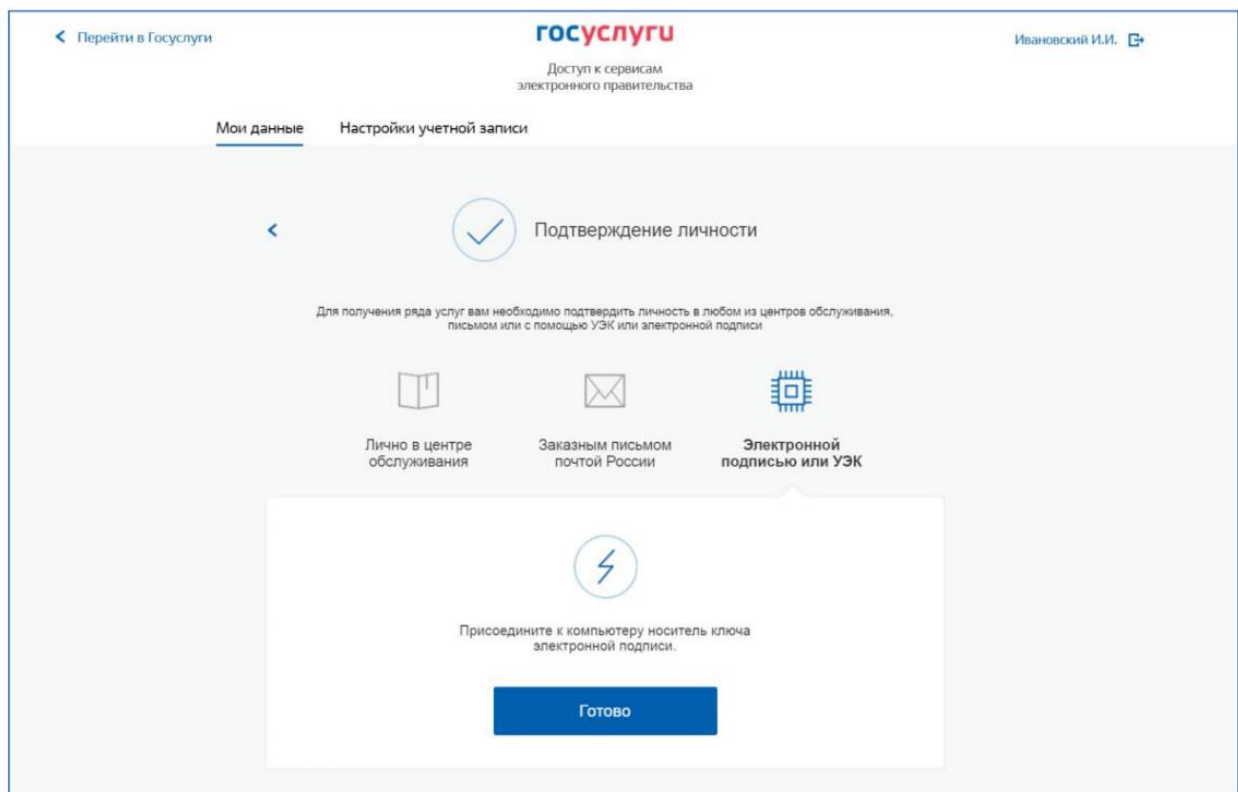 Перейти в Госуслуги
госуслуги
Ивановский И.И.
Доступ к сервисам
электронного правительства
Мои данные
Настройки учетной записи
Подтверждение личности
Для получения ряда услуг вам необходимо подтвердить личность в любом из центров обслуживания,
письмом или с помощью УЭК или электронной подписи
Лично в центре
обслуживания
Заказным письмом
почтой России
Электронной
подписью или УЭК
Присоедините к компьютеру носитель ключа
электронной подписи.
Готово